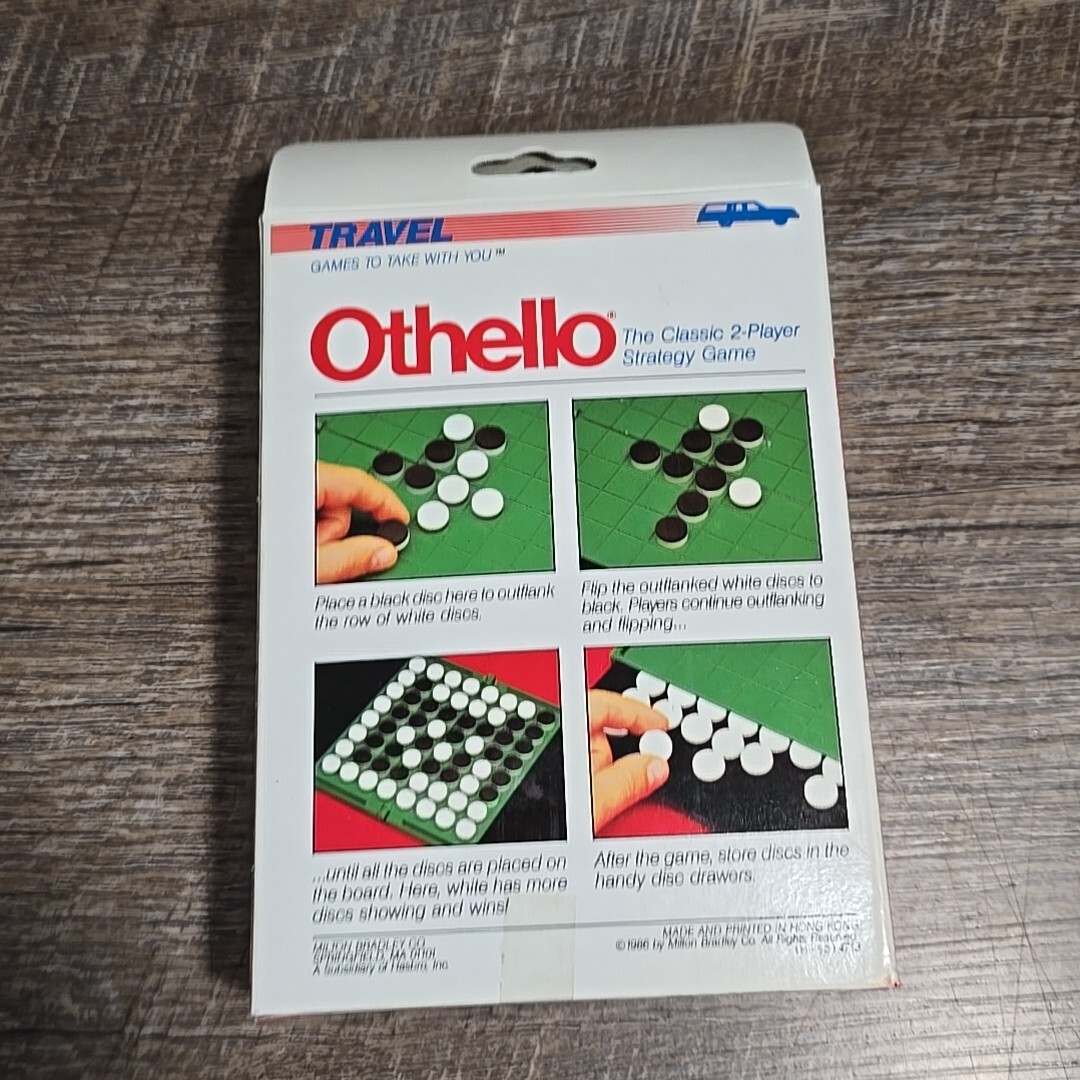 TRAVEL
GAMES TO TAKE WITH YOU™
Othello®
The Classic 2-Player
Strategy Game
Place a black disc here to outflank
the row of white discs.
Flip the outflanked white discs to
black. Players continue outflanking
and flipping...
...until all the discs are placed on
the board. Here, white has more
discs showing and wins!
After the game, store discs in the
handy disc drawers.
MILTON BRADLEY CO.
SPRINGFIELD, MA 01101
A Subsidiary of Hasbro, Inc.
MADE AND PRINTED IN HONG KONG
©1986 by Milton Bradley Co. All Rights Reserved